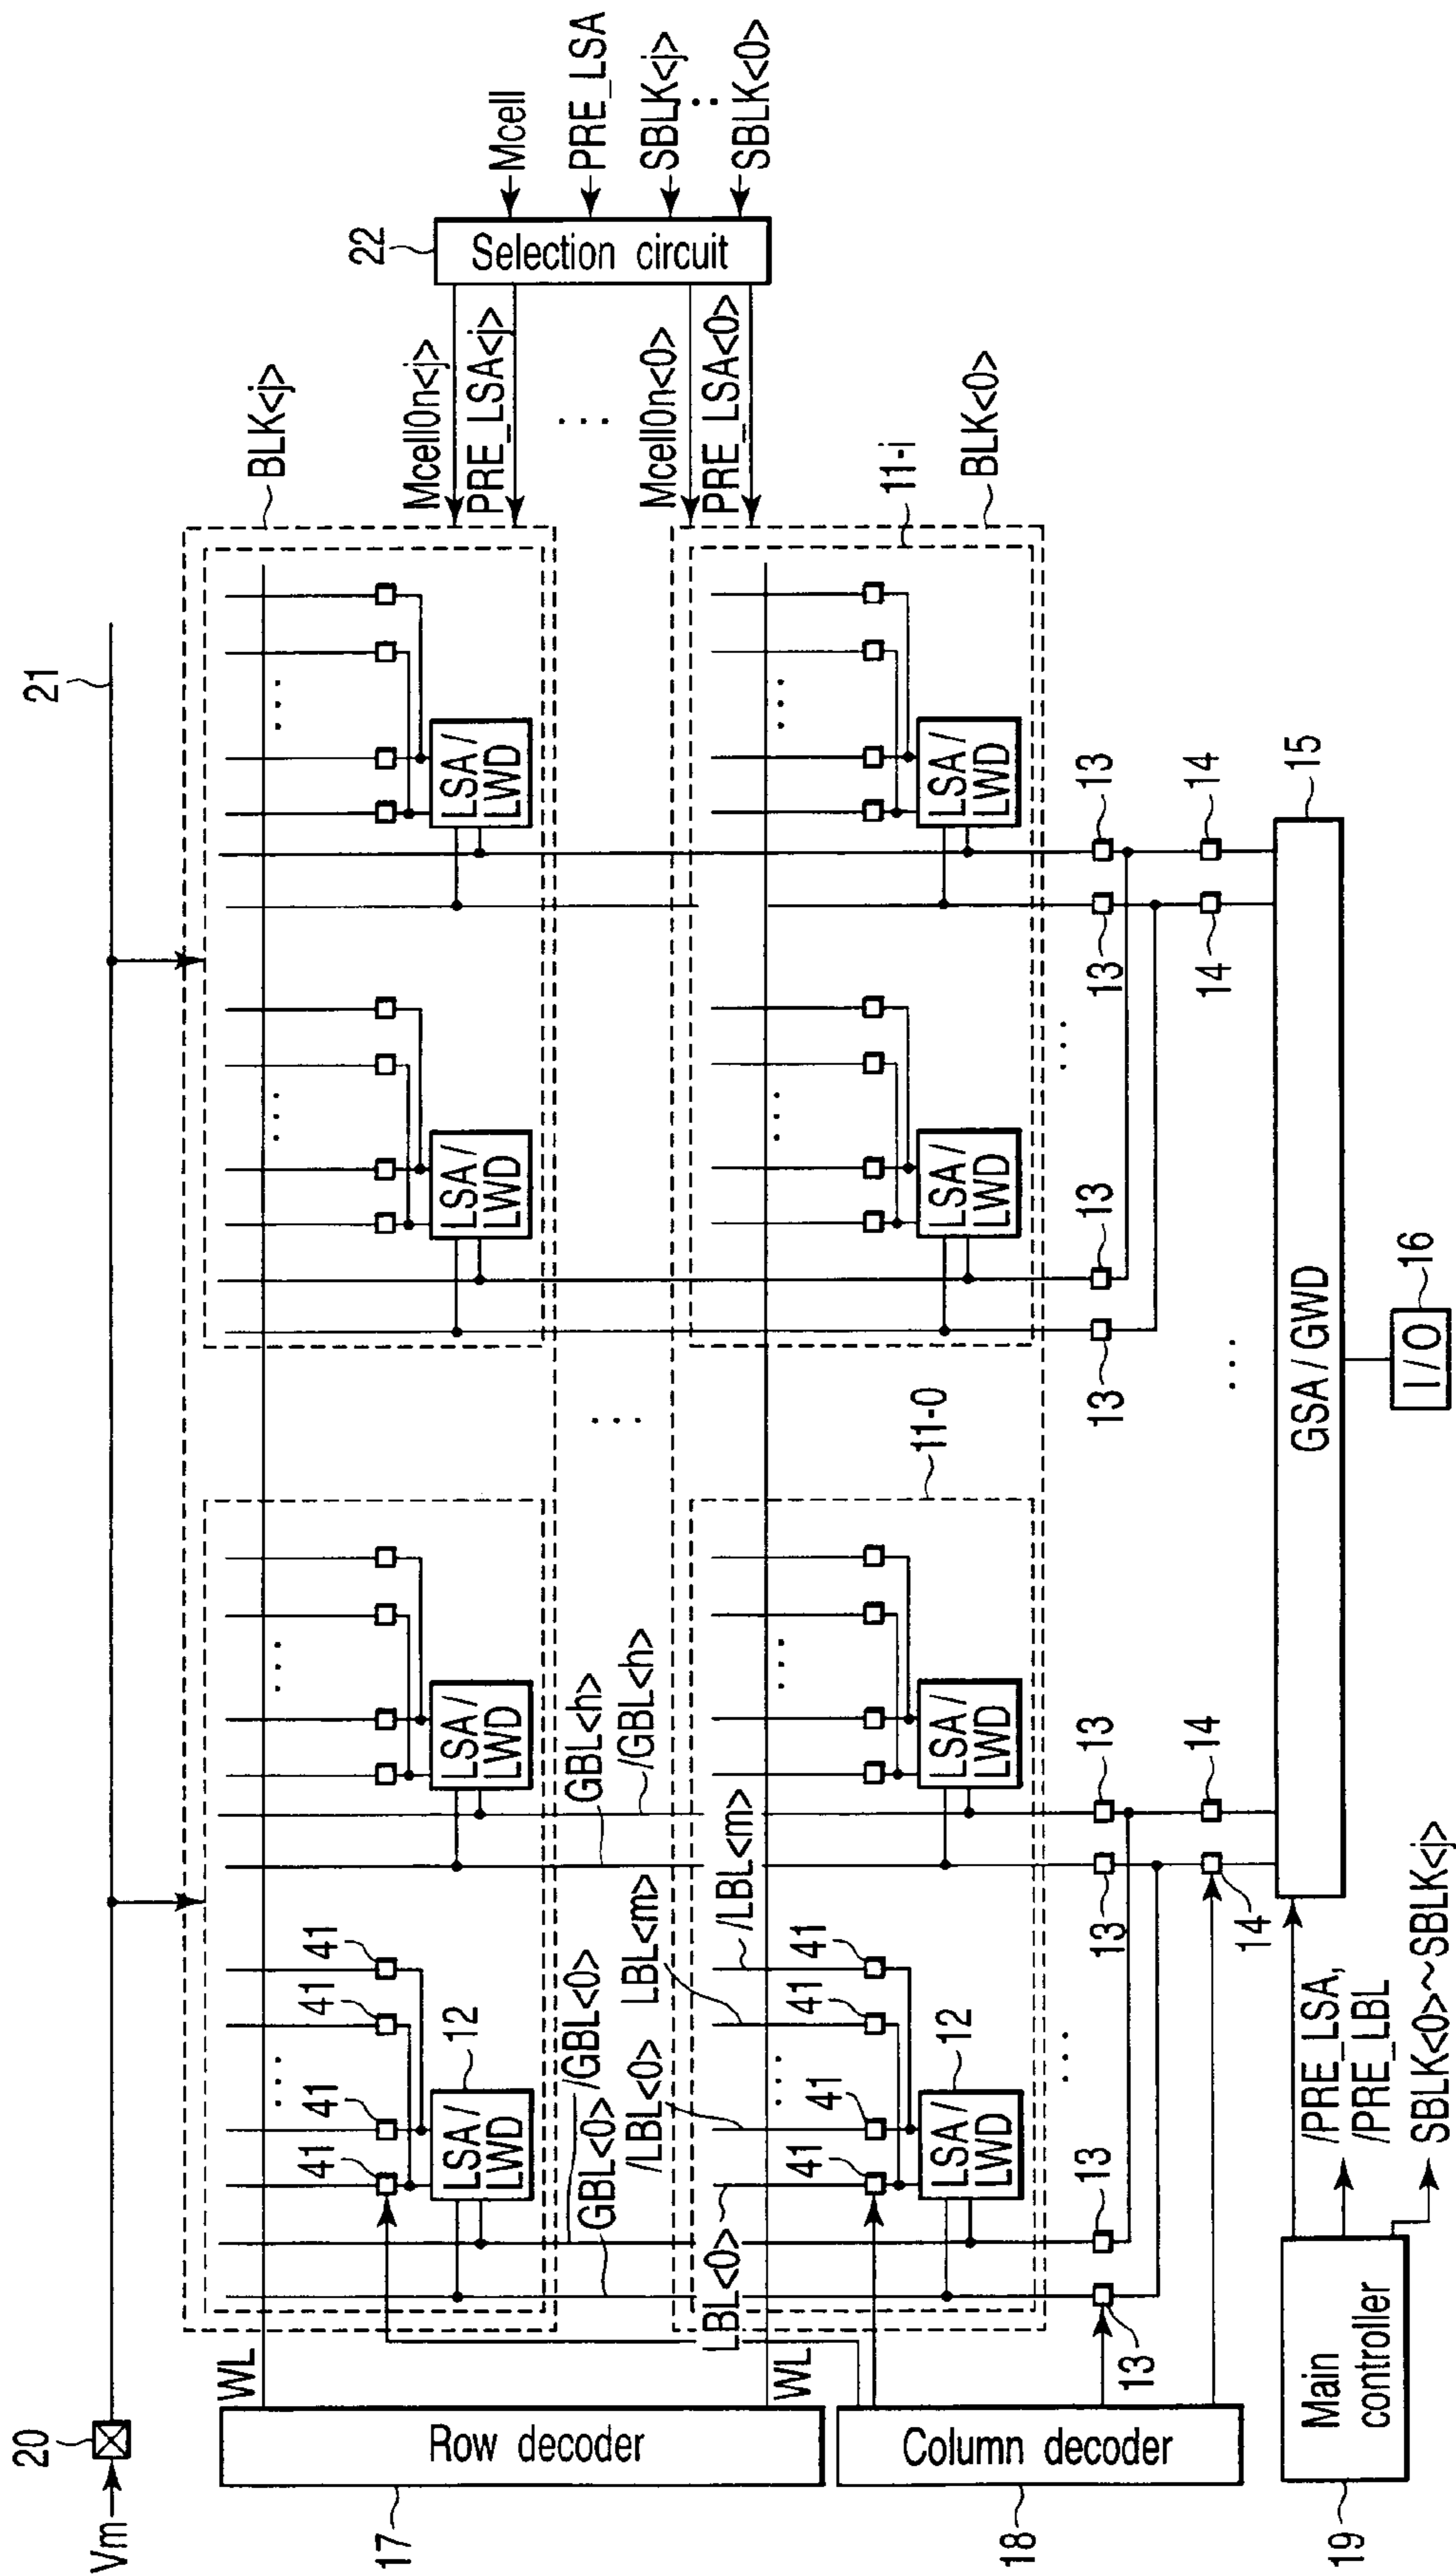 Vm
20
21
BLK<j>
WL
41
41
41
41
12
LSA /
LWD
LSA /
LWD
LSA /
LWD
LSA /
LWD
Row decoder
17
GBL<0>
/GBL<0>
GBL<h>
/GBL<h>
...
McellOn<j>
PRE_LSA<j>
...
McellOn<0>
PRE_LSA<0>
22
Selection circuit
Mcell
PRE_LSA
SBLK<j>
...
SBLK<0>
LBL<0>
/LBL<0>
LBL<m>
/LBL<m>
WL
41
41
41
41
12
LSA /
LWD
LSA /
LWD
LSA /
LWD
LSA /
LWD
11-0
11-i
BLK<0>
Column decoder
18
13
13
13
13
13
13
13
13
14
14
14
14
...
GSA / GWD
15
I / O
16
Main
controller
19
/PRE_LSA,
/PRE_LBL
SBLK<0>~SBLK<j>